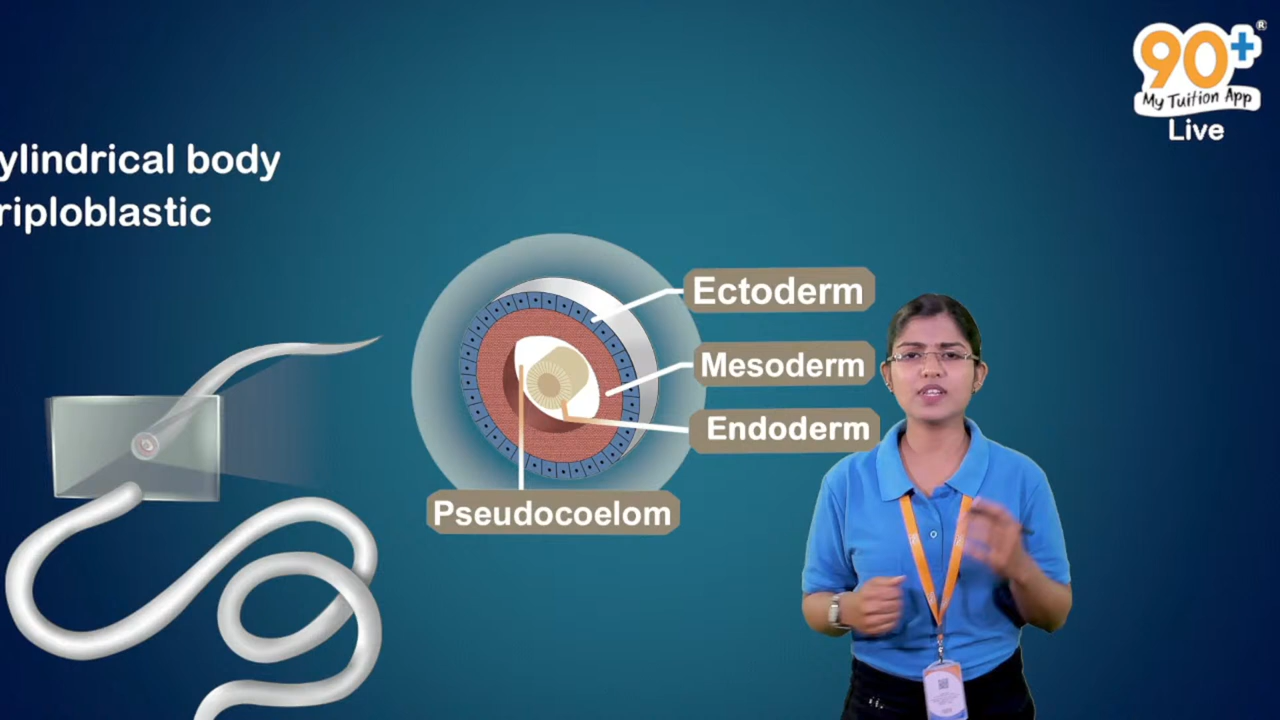 90+
®
My Tuition App
Live
ylindrical body
riploblastic
Ectoderm
Mesoderm
Endoderm
Pseudocoelom